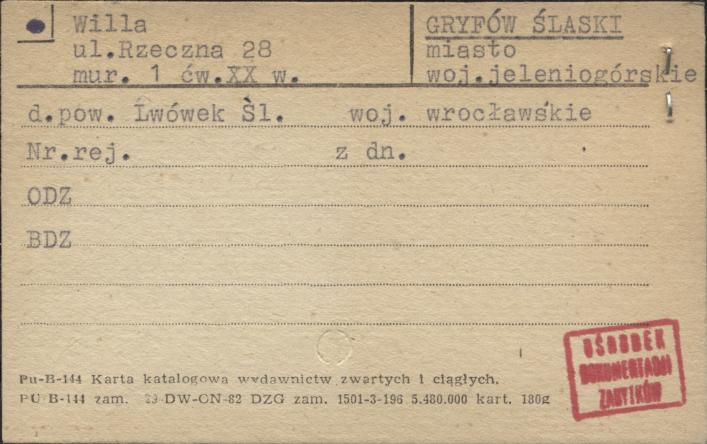 Willa
ul.Rzeczna 28
mur. 1 ćw.XX w.
GRYFÓW ŚLASKI
miasto
woj.jeleniogórskie
d.pow. Lwówek Śl. woj. wrocławskie
Nr.rej. z dn.
ODZ
BDZ
Pu-B-144 Karta katalogowa wydawnictw zwartych i ciągłych.
PU B-144 zam. 29-DW-ON-82 DZG zam. 1501-3-196 5.480.000 kart. 180g
OŚRODEK
DOKUMENTACJI
ZABYTKÓW